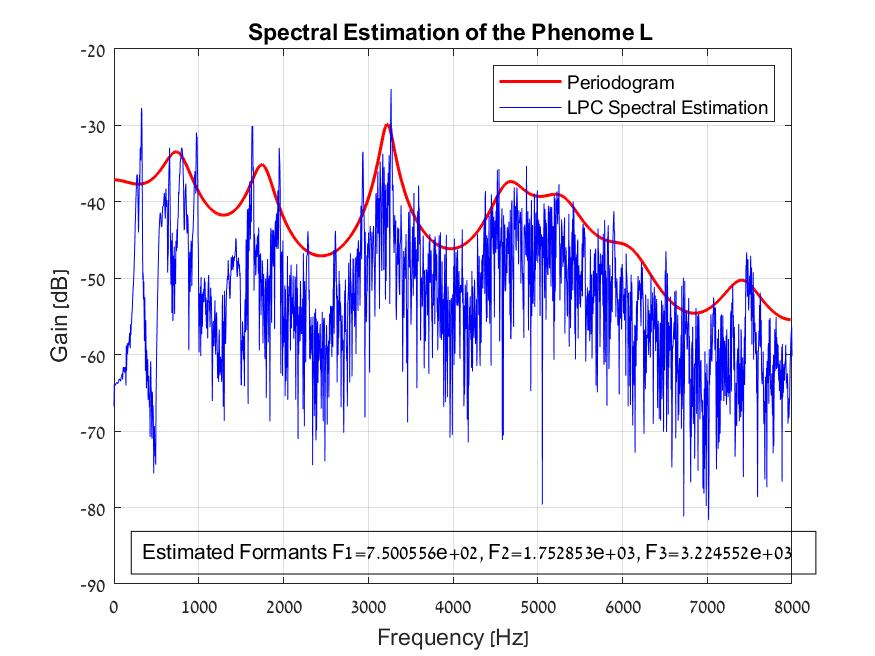 Spectral Estimation of the Phenome L
Periodogram
LPC Spectral Estimation
Gain [dB]
-20
-30
-40
-50
-60
-70
-80
-90
Estimated Formants F1=7.500556e+02, F2=1.752853e+03, F3=3.224552e+03
0 1000 2000 3000 4000 5000 6000 7000 8000
Frequency [Hz]